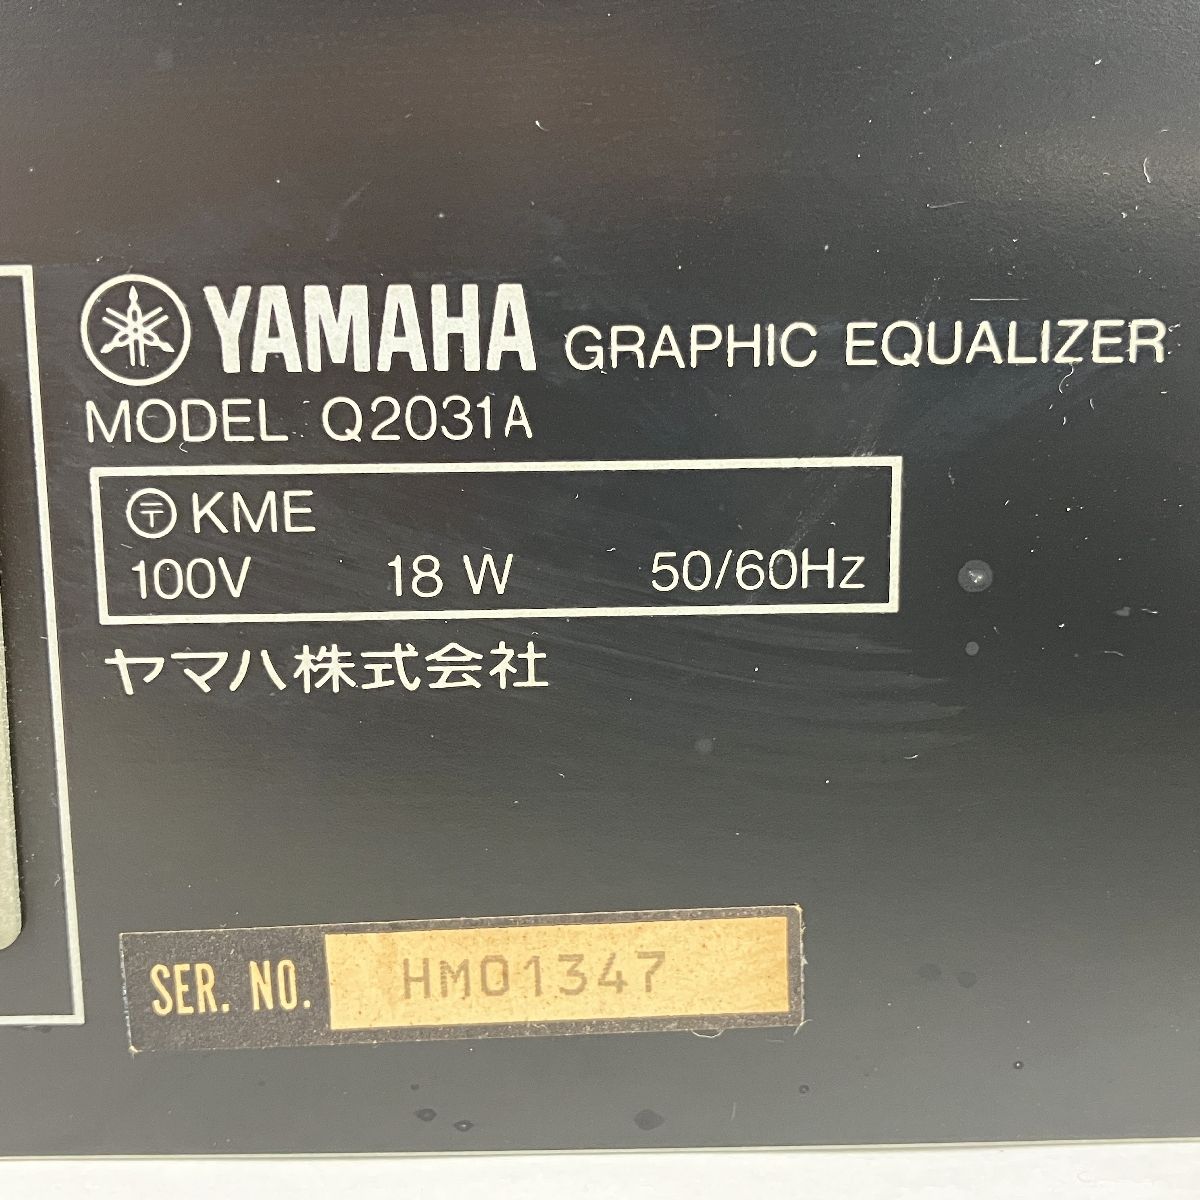 YAMAHA GRAPHIC EQUALIZER
MODEL Q2031A
〶 KME
100V 18 W 50/60Hz
ヤマハ株式会社
SER. NO. HM01347